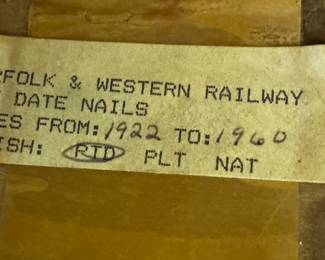 RFOLK & WESTERN RAILWAY
DATE NAILS
ES FROM: 1922 TO: 1960
ISH: RTD PLT NAT